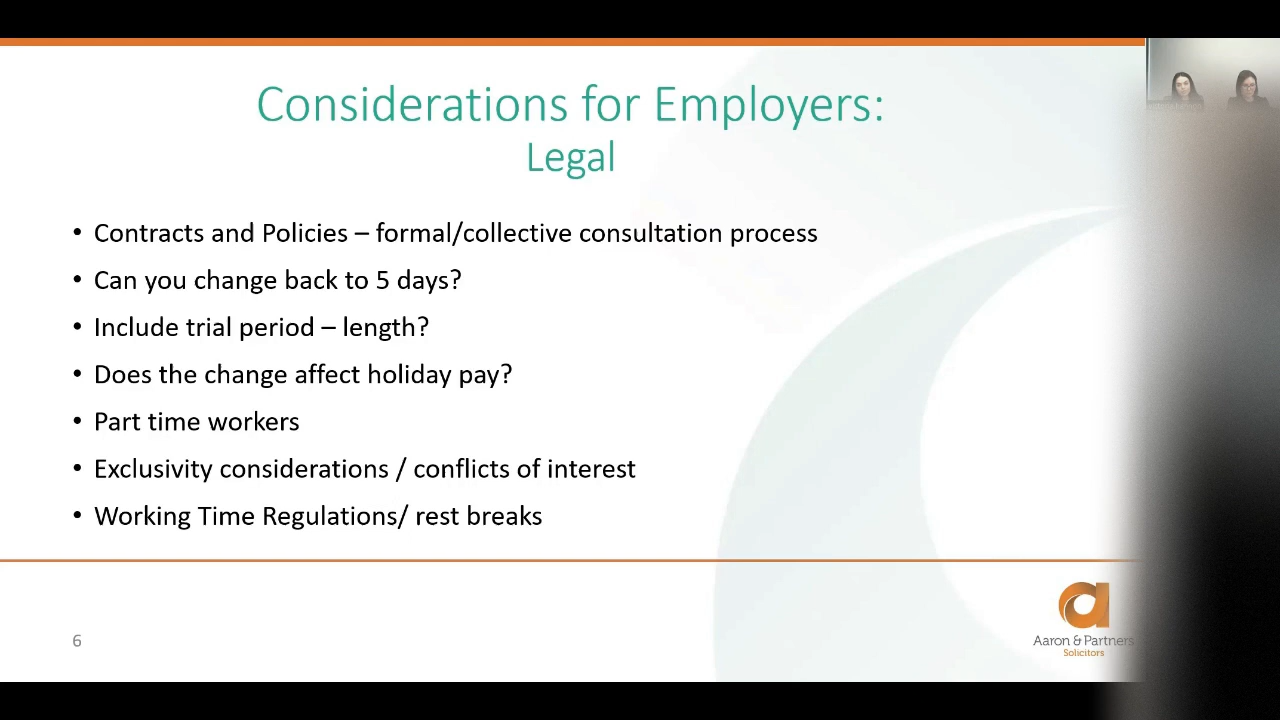 Considerations for Employers:
Legal
• Contracts and Policies – formal/collective consultation process
• Can you change back to 5 days?
• Include trial period – length?
• Does the change affect holiday pay?
• Part time workers
• Exclusivity considerations / conflicts of interest
• Working Time Regulations/ rest breaks
6
Aaron & Partners
Solicitors